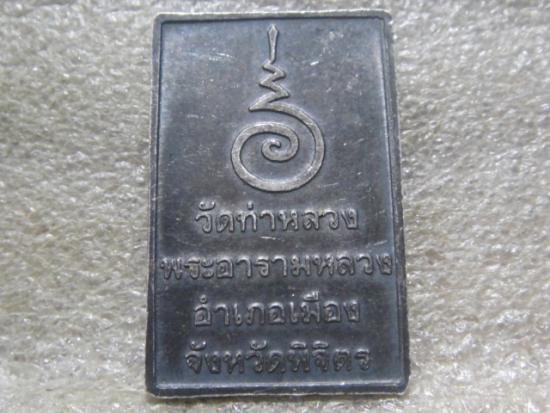 วัดท่าหลวง
พระอารามหลวง
อำเภอเมือง
จังหวัดพิจิตร